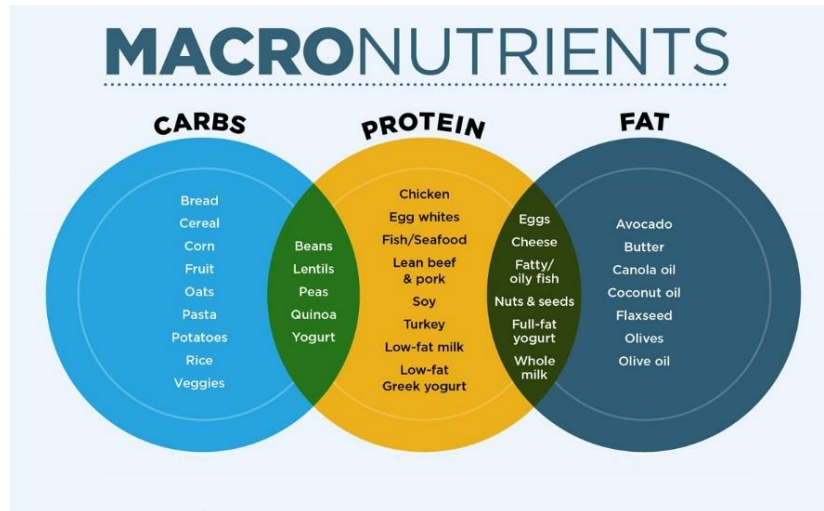 MACRONUTRIENTS
CARBS
PROTEIN
FAT
Bread
Cereal
Corn
Fruit
Oats
Pasta
Potatoes
Rice
Veggies
Beans
Lentils
Peas
Quinoa
Yogurt
Chicken
Egg whites
Fish/Seafood
Lean beef
& pork
Soy
Turkey
Low-fat milk
Low-fat
Greek yogurt
Eggs
Cheese
Fatty/
oily fish
Nuts & seeds
Full-fat
yogurt
Whole
milk
Avocado
Butter
Canola oil
Coconut oil
Flaxseed
Olives
Olive oil